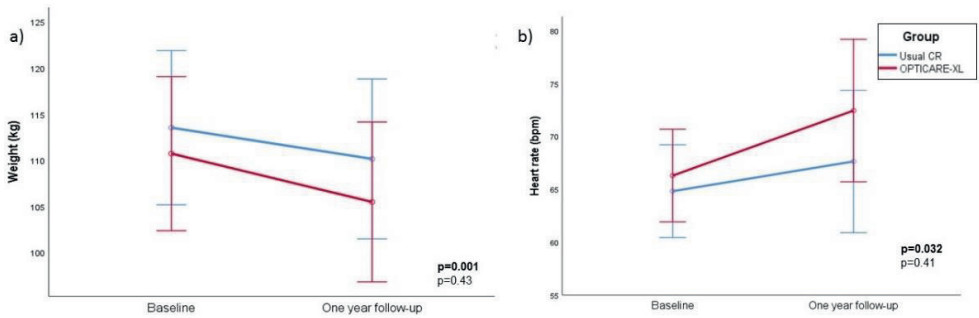 a)
125
120
115
110
105
100
Weight (kg)
Baseline
One year follow-up
p=0.001
p=0.43
b)
80
75
70
65
60
55
Heart rate (bpm)
Baseline
One year follow-up
p=0.032
p=0.41
Group
Usual CR
OPTICARE-XL